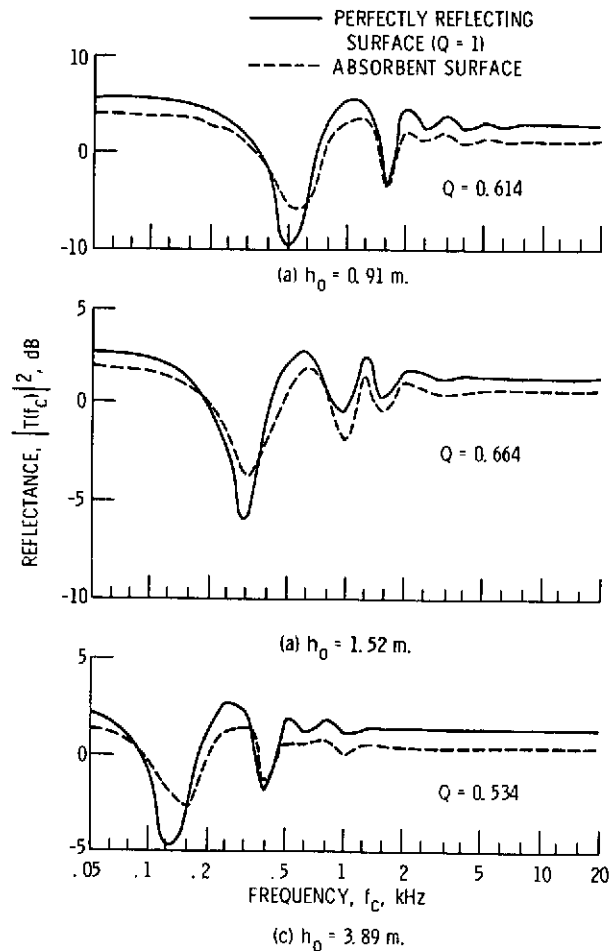 PERFECTLY REFLECTING
SURFACE (Q = 1)
ABSORBENT SURFACE
10
0
-10
Q = 0.614
(a) h₀ = 0.91 m.
5
0
-5
-10
Q = 0.664
(a) h₀ = 1.52 m.
REFLECTANCE, |T(f_C)|², dB
5
0
-5
Q = 0.534
.05 .1 .2 .5 1 2 5 10 20
FREQUENCY, f_C, kHz
(c) h₀ = 3.89 m.